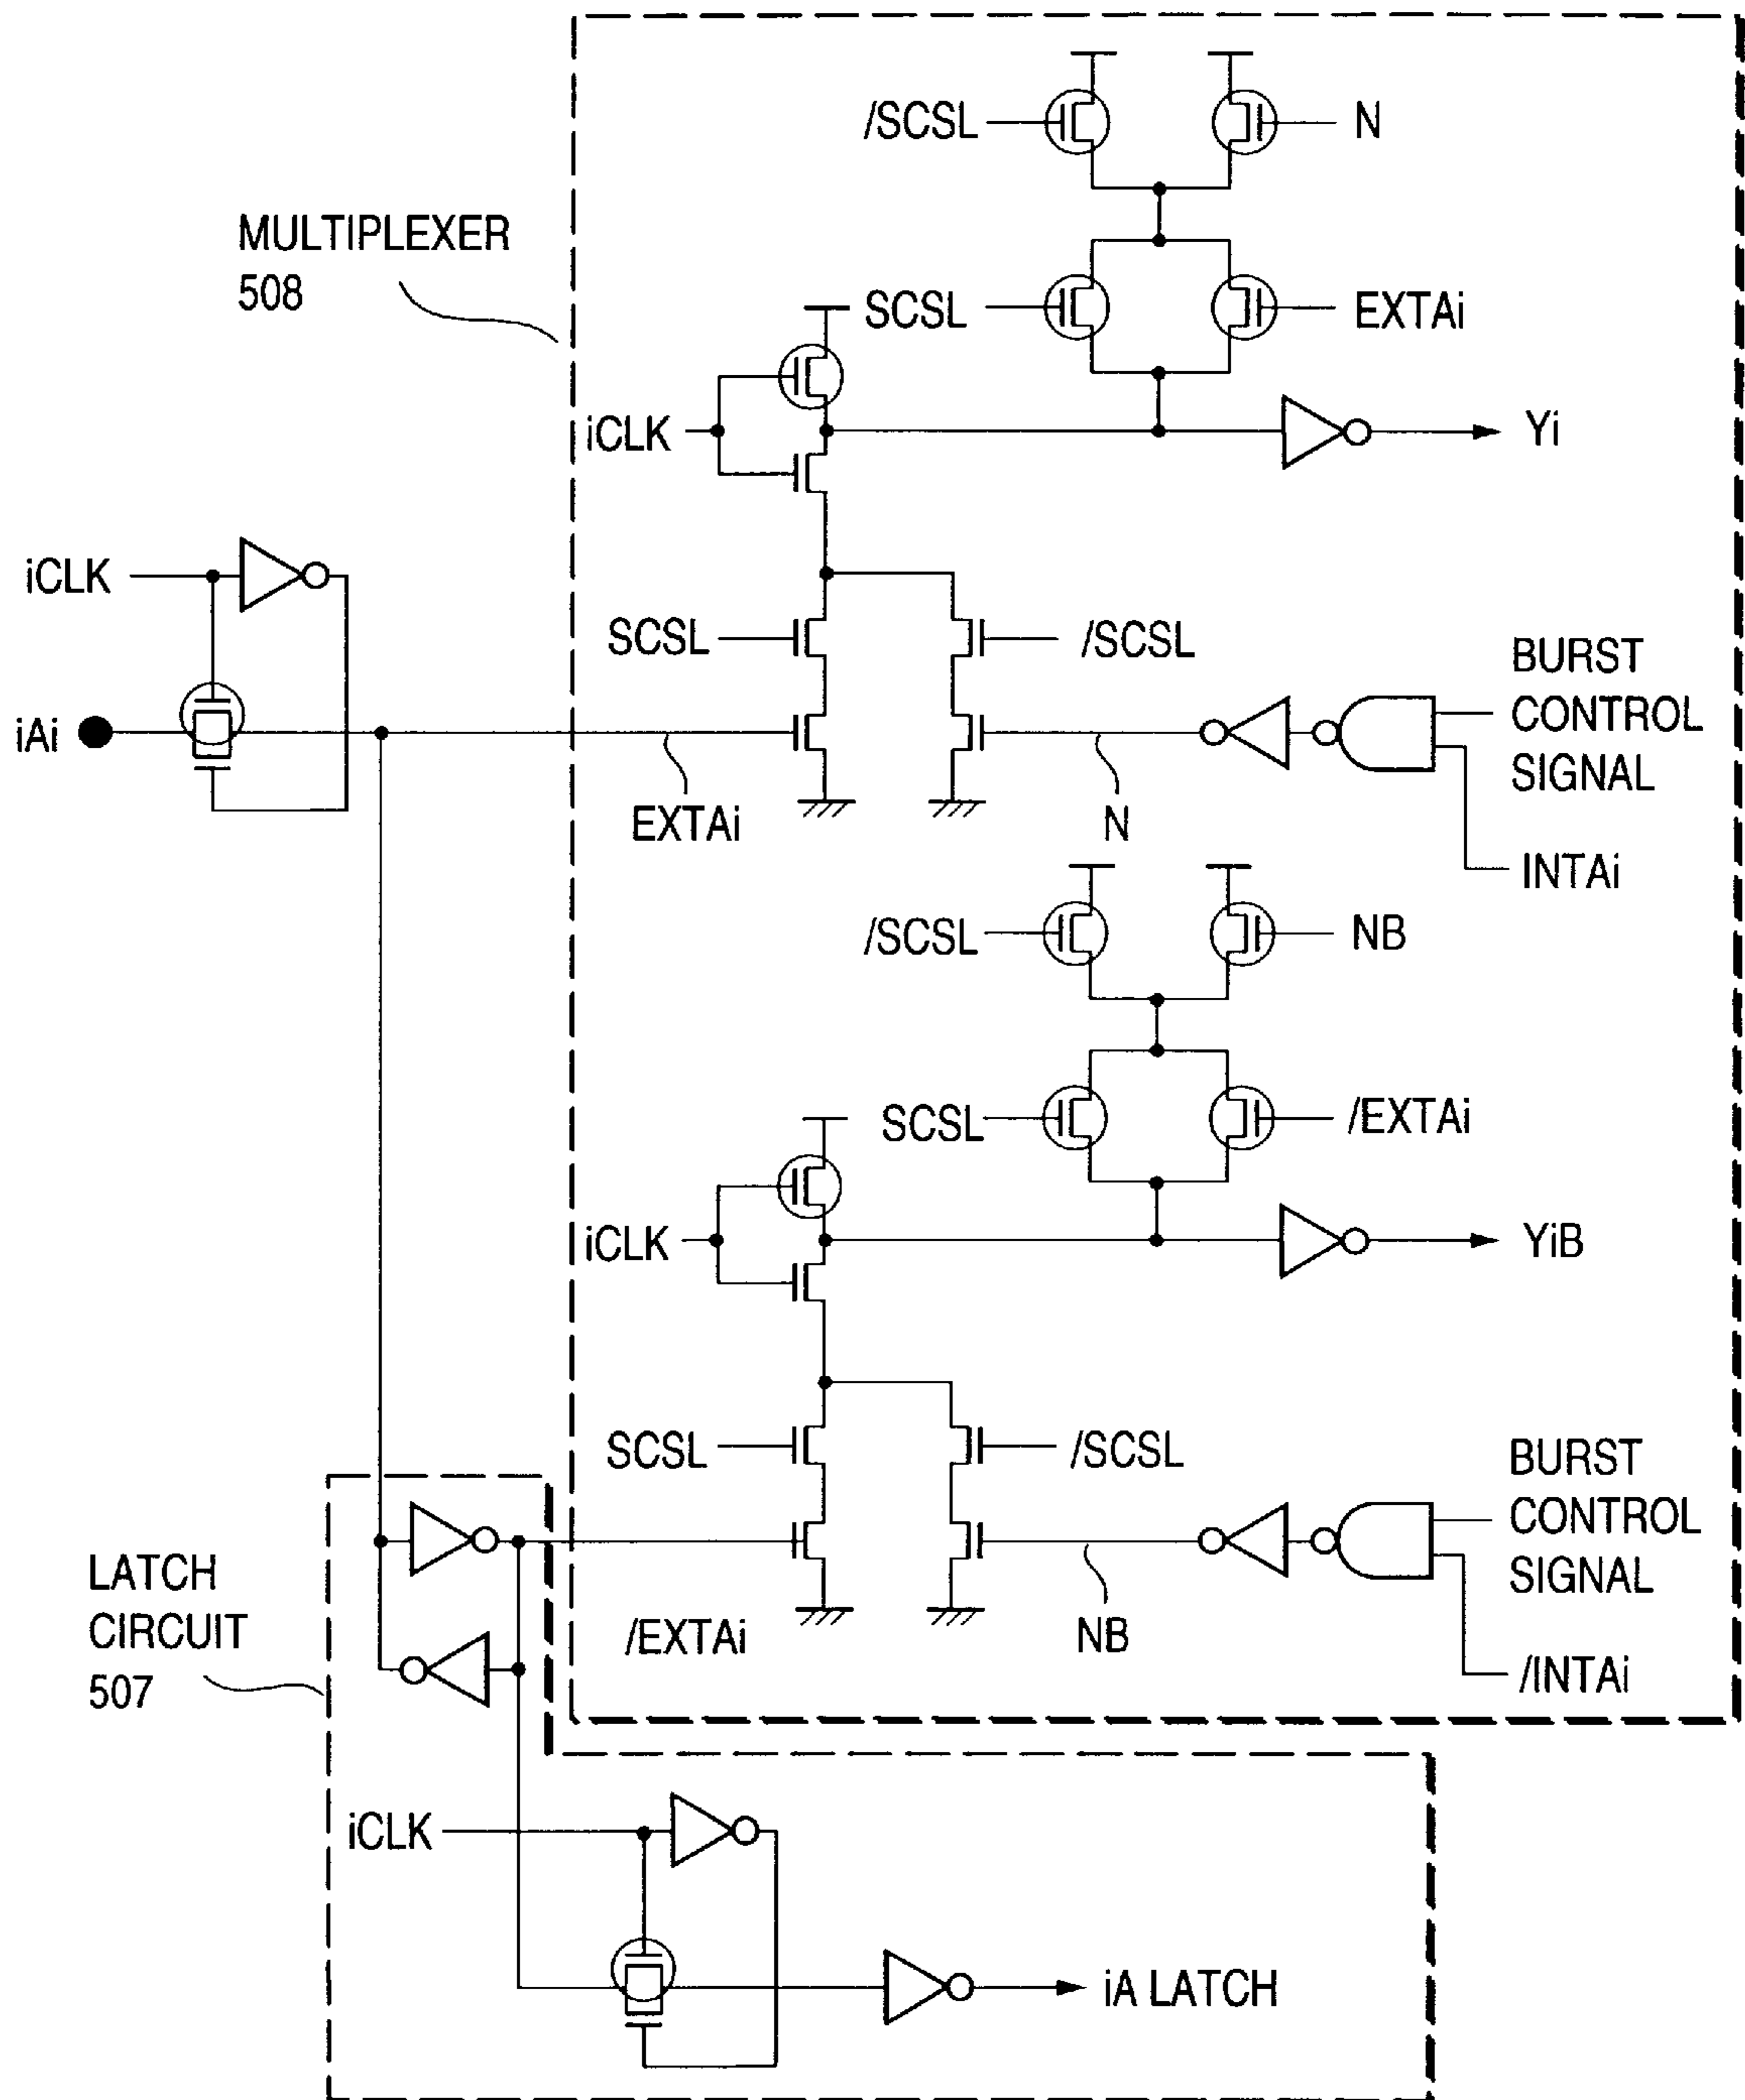 /SCSL
N
MULTIPLEXER
508
SCSL
EXTAi
iCLK
Yi
iCLK
SCSL
/SCSL
BURST
CONTROL
SIGNAL
iAi
EXTAi
N
INTAi
/SCSL
NB
SCSL
/EXTAi
iCLK
YiB
SCSL
/SCSL
BURST
CONTROL
SIGNAL
LATCH
CIRCUIT
507
/EXTAi
NB
/INTAi
iCLK
iA LATCH